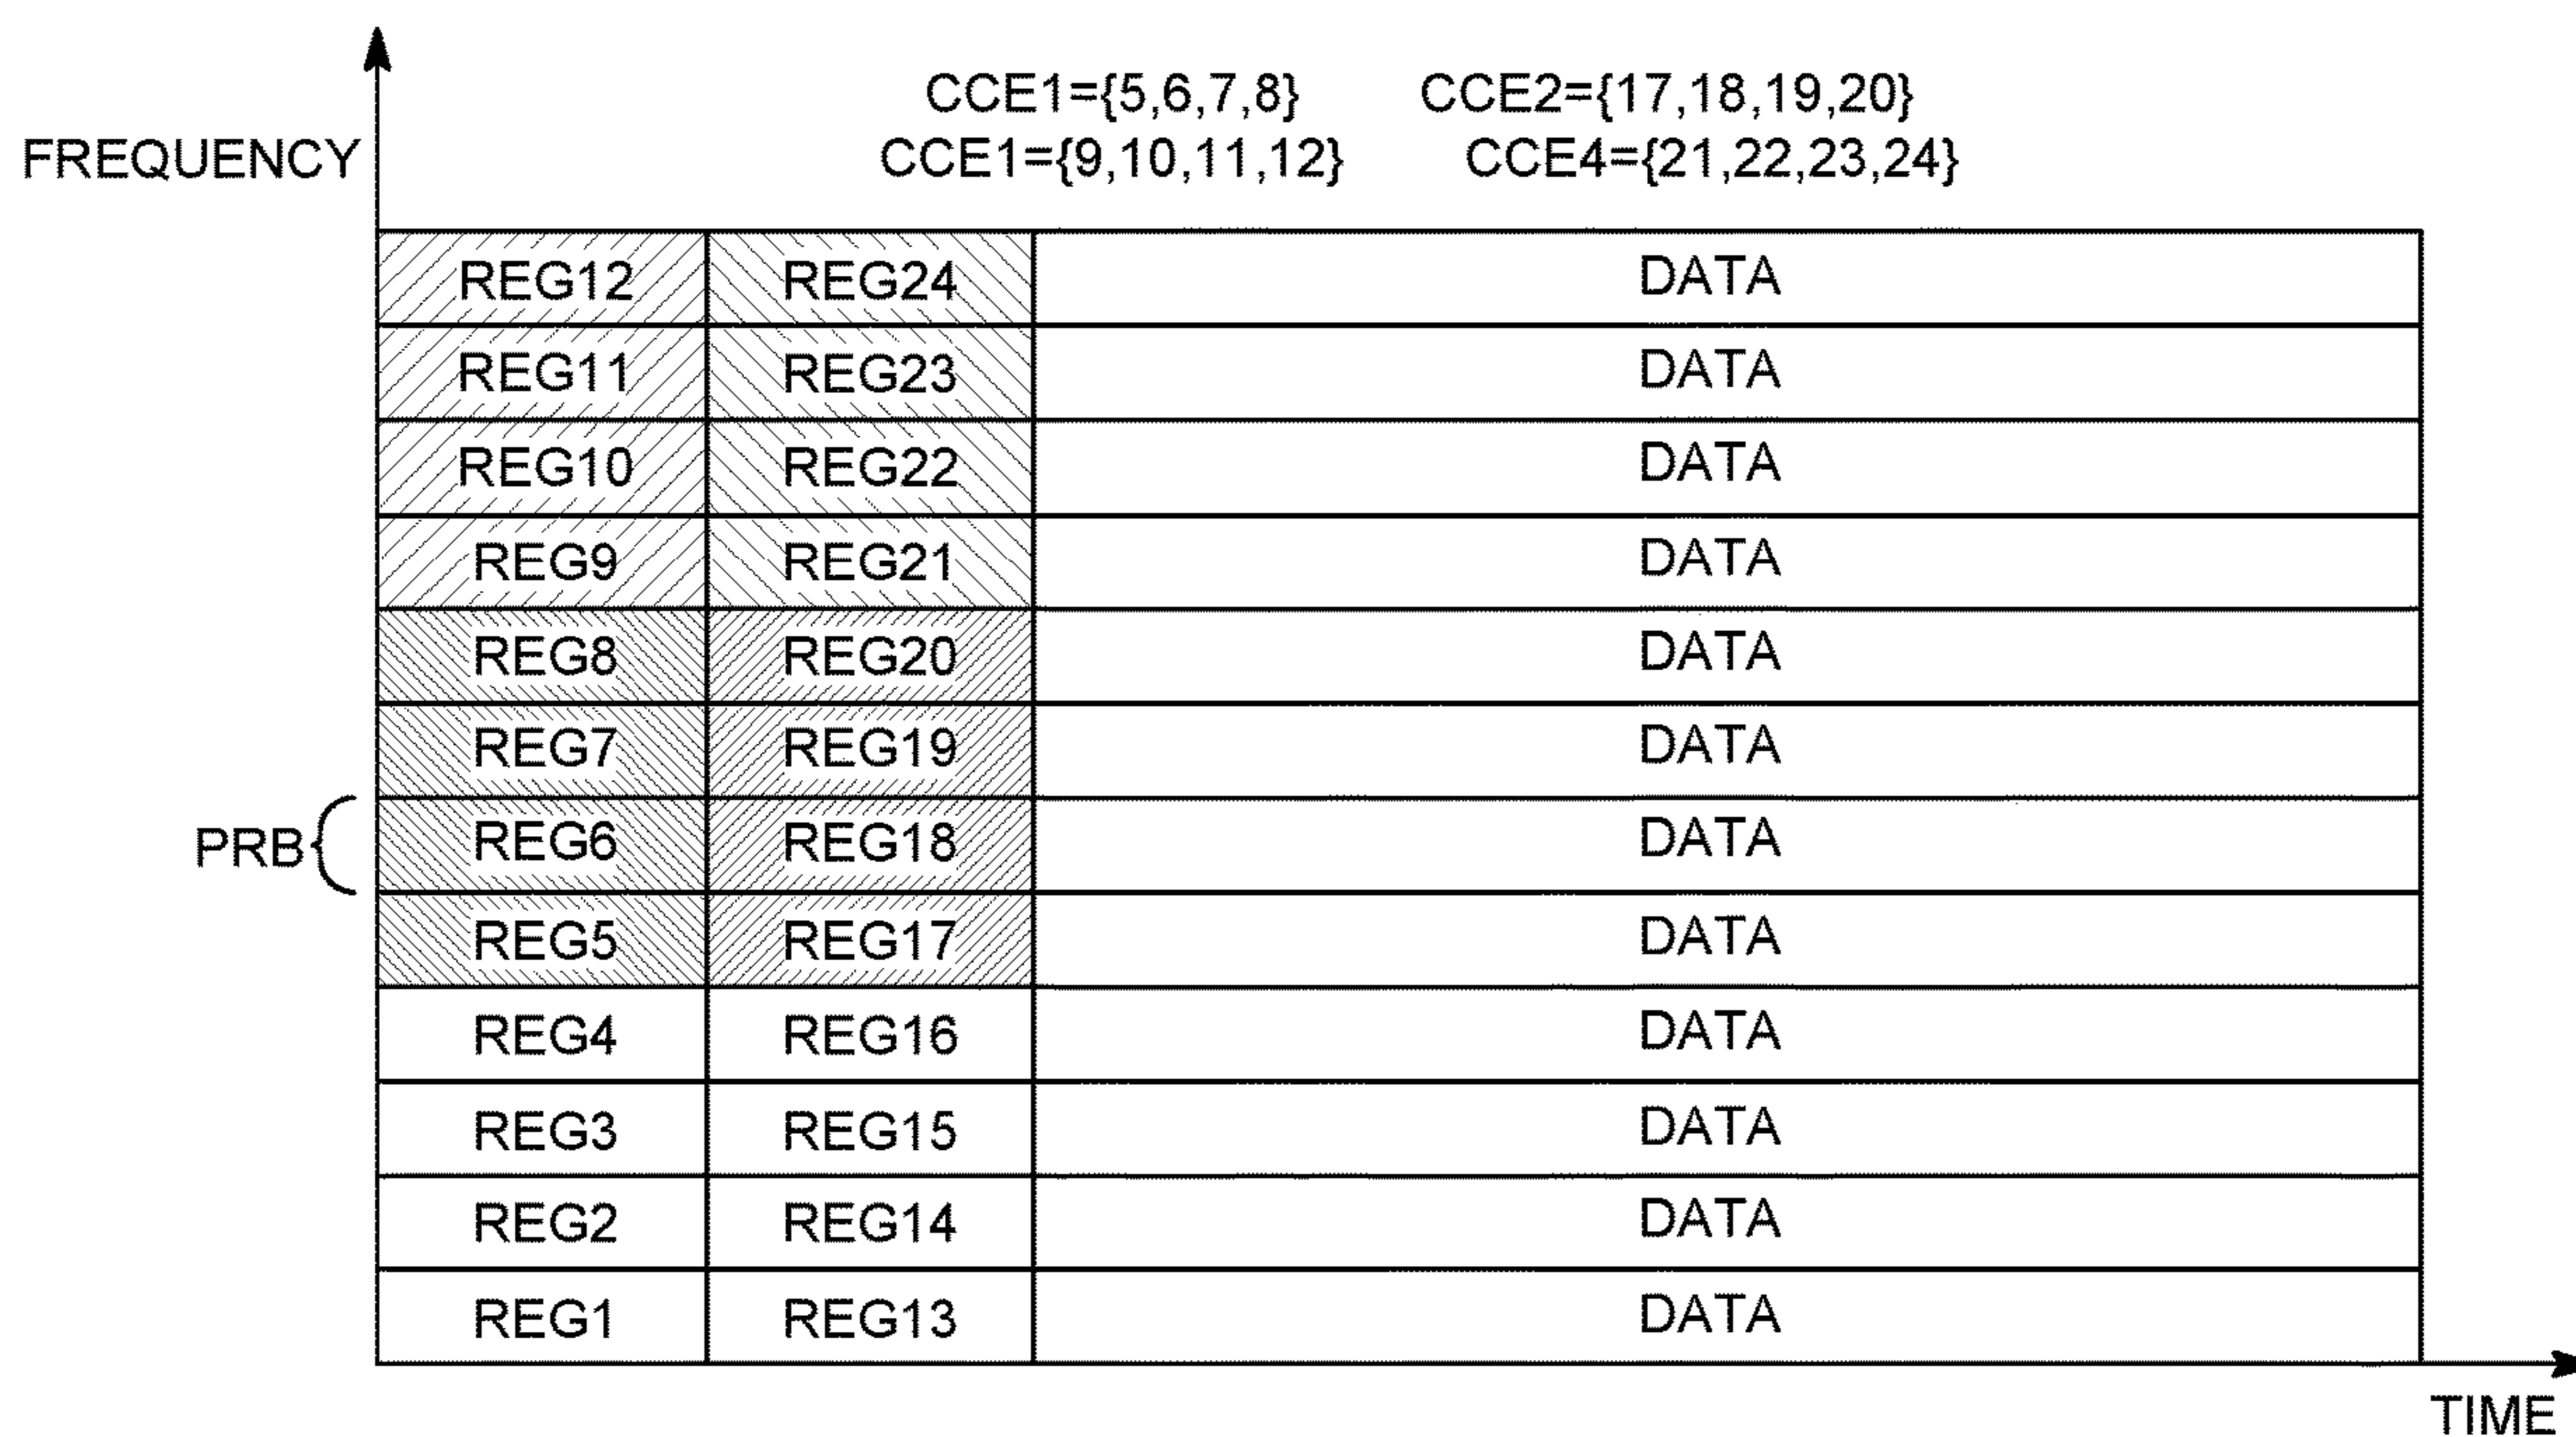 CCE1={5,6,7,8} CCE2={17,18,19,20}
FREQUENCY CCE1={9,10,11,12} CCE4={21,22,23,24}
REG12 REG24 DATA
REG11 REG23 DATA
REG10 REG22 DATA
REG9 REG21 DATA
REG8 REG20 DATA
REG7 REG19 DATA
PRB{ REG6 REG18 DATA
REG5 REG17 DATA
REG4 REG16 DATA
REG3 REG15 DATA
REG2 REG14 DATA
REG1 REG13 DATA
TIME